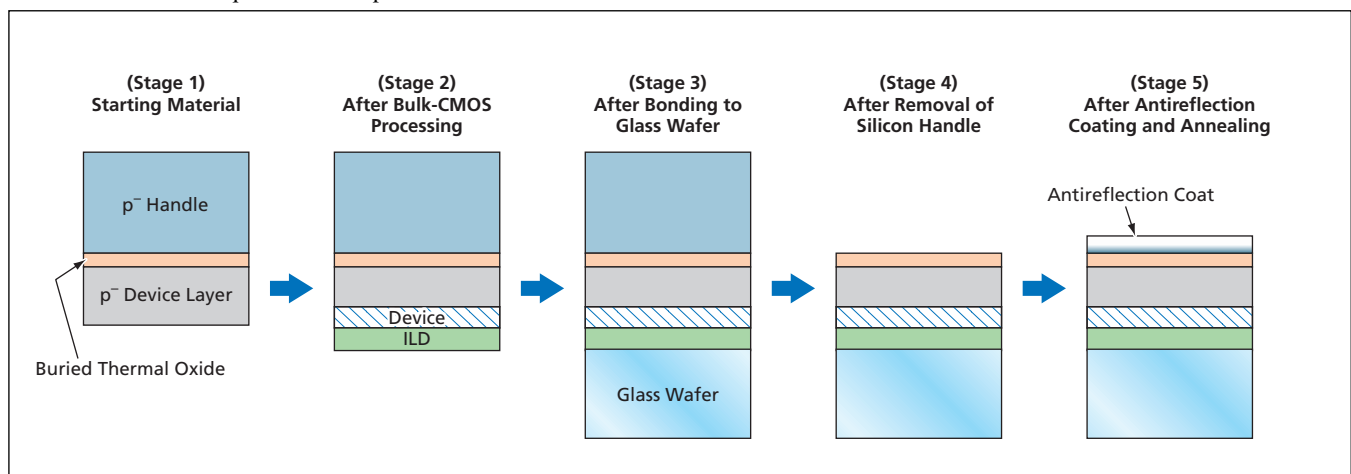 (Stage 1)
Starting Material
(Stage 2)
After Bulk-CMOS
Processing
(Stage 3)
After Bonding to
Glass Wafer
(Stage 4)
After Removal of
Silicon Handle
(Stage 5)
After Antireflection
Coating and Annealing
p⁻ Handle
p⁻ Device Layer
Buried Thermal Oxide
Device
ILD
Glass Wafer
Antireflection Coat